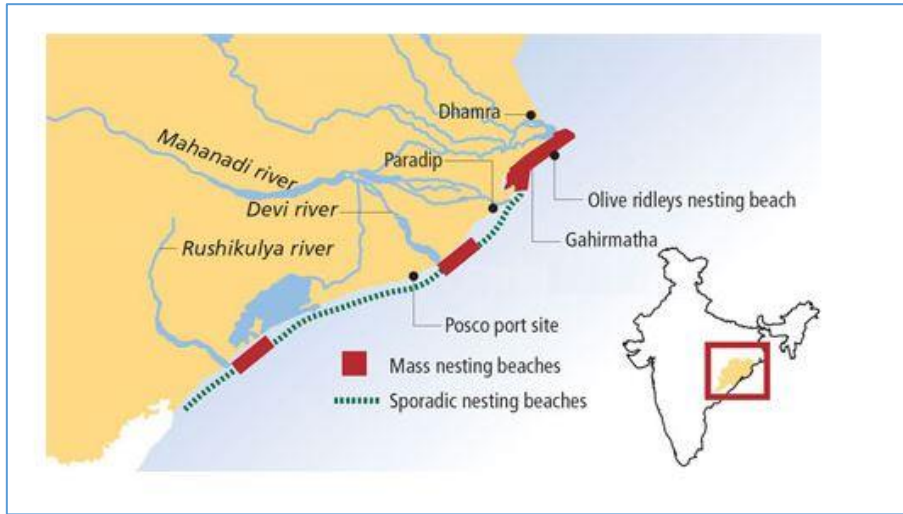 Dhamra
Mahanadi river
Paradip
Devi river
Olive ridleys nesting beach
Rushikulya river
Gahirmatha
Posco port site
Mass nesting beaches
Sporadic nesting beaches